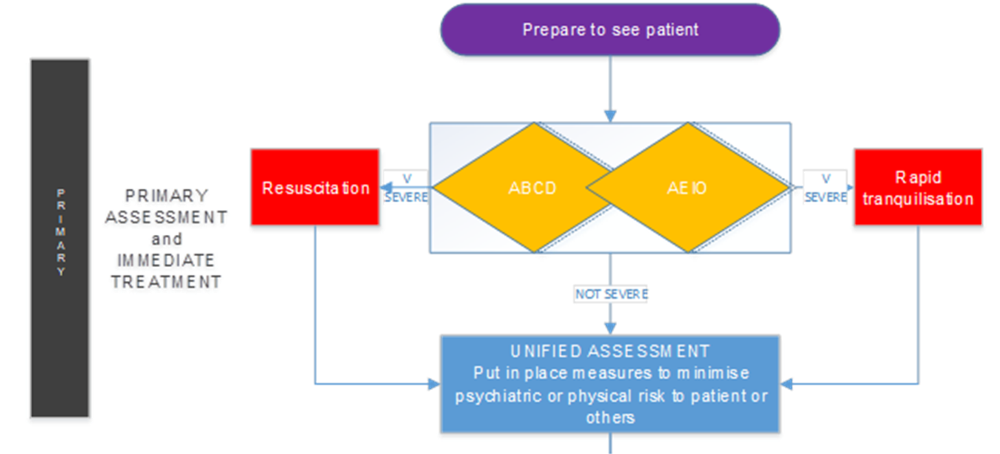 Prepare to see patient
PRIMARY
PRIMARY
ASSESSMENT
and
IMMEDIATE
TREATMENT
Resuscitation
V
SEVERE
ABCD
AEIO
V
SEVERE
Rapid
tranquilisation
NOT SEVERE
UNIFIED ASSESSMENT
Put in place measures to minimise
psychiatric or physical risk to patient or
others